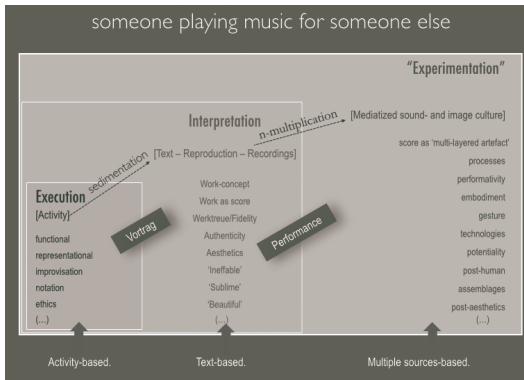 someone playing music for someone else
“Experimentation”
[Mediatized sound- and image culture]
n-multiplication
Interpretation
[Text – Reproduction – Recordings]
sedimentation
Execution
[Activity]
functional
representational
improvisation
notation
ethics
(…)
Vortrag
Work-concept
Work as score
Werktreue/Fidelity
Authenticity
Aesthetics
‘Ineffable’
‘Sublime’
‘Beautiful’
(…)
Performance
score as ‘multi-layered artefact’
processes
performativity
embodiment
gesture
technologies
potentiality
post-human
assemblages
post-aesthetics
(…)
Activity-based.
Text-based.
Multiple sources-based.